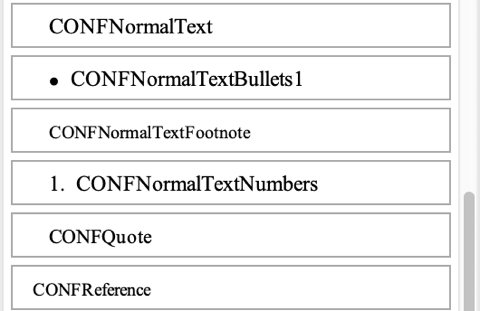 CONFNormalText
• CONFNormalTextBullets1
CONFNormalTextFootnote
1. CONFNormalTextNumbers
CONFQuote
CONFReference